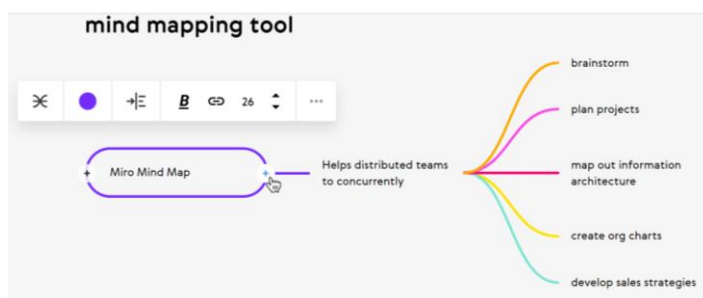 mind mapping tool
B
26
Miro Mind Map
Helps distributed teams
to concurrently
brainstorm
plan projects
map out information
architecture
create org charts
develop sales strategies